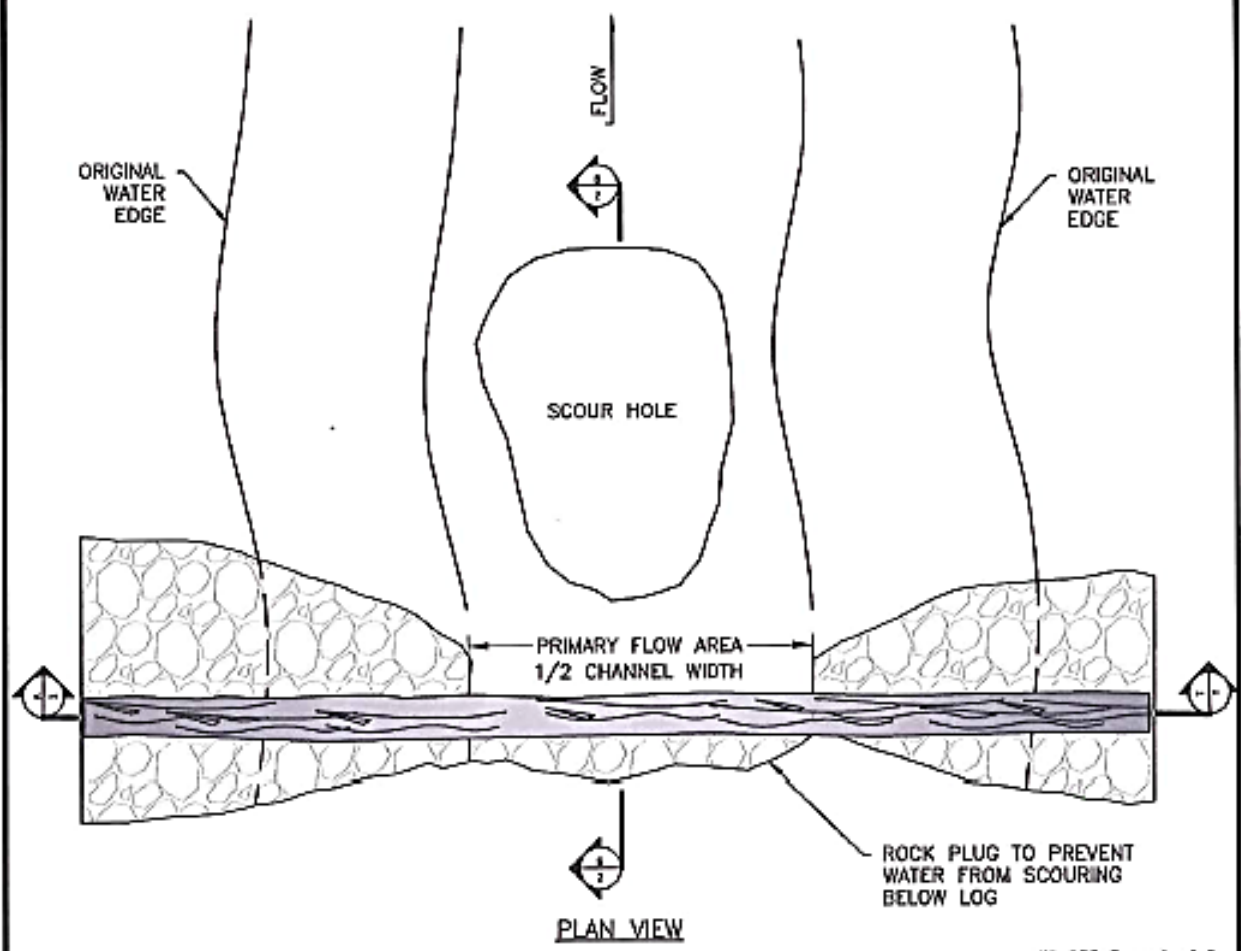 FLOW
ORIGINAL
WATER
EDGE
ORIGINAL
WATER
EDGE
SCOUR HOLE
PRIMARY FLOW AREA
1/2 CHANNEL WIDTH
ROCK PLUG TO PREVENT
WATER FROM SCOURING
BELOW LOG
PLAN VIEW